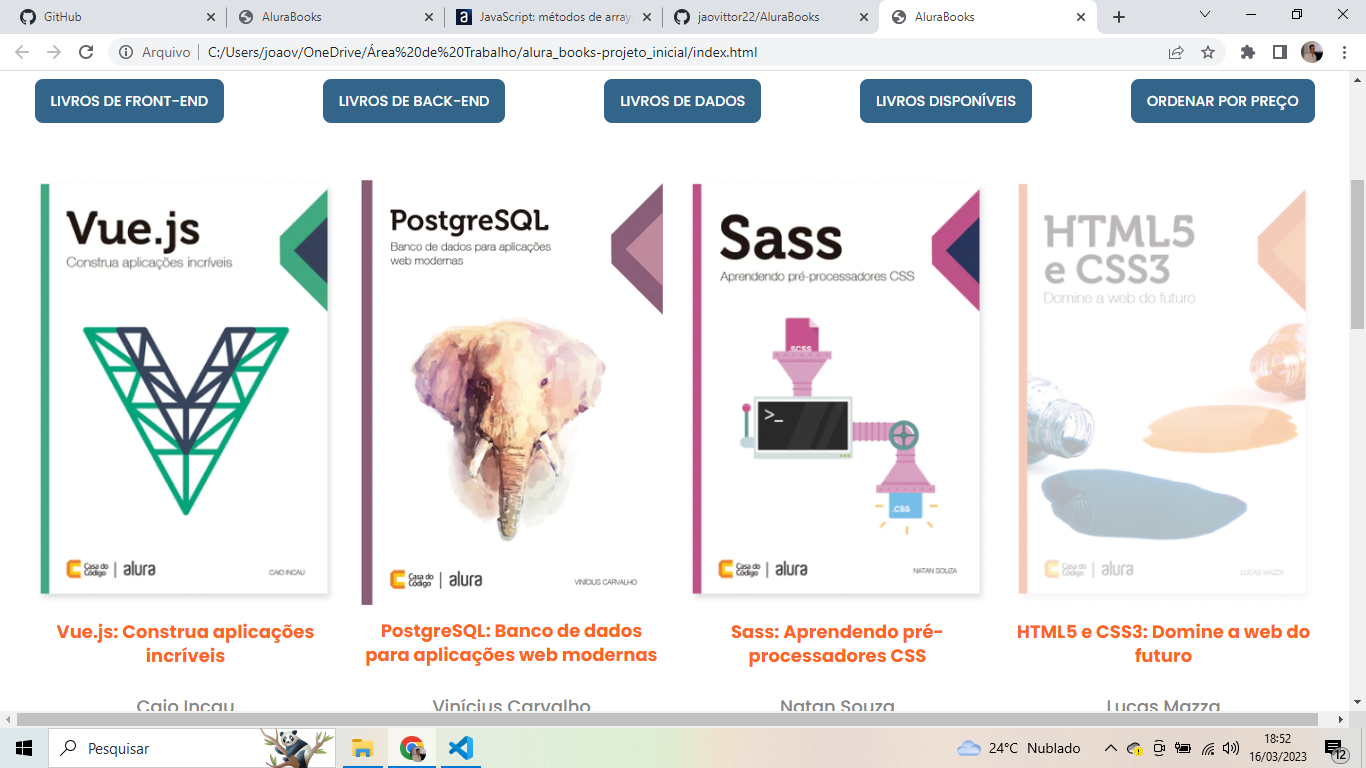 GitHub
AluraBooks
JavaScript: métodos de array
jaovittor22/AluraBooks
AluraBooks
Arquivo
C:/Users/joaov/OneDrive/Área%20de%20Trabalho/alura_books-projeto_inicial/index.html
LIVROS DE FRONT-END
LIVROS DE BACK-END
LIVROS DE DADOS
LIVROS DISPONÍVEIS
ORDENAR POR PREÇO
Vue.js
Construa aplicações incríveis
Casa do
Código
alura
CAIO INCAU
PostgreSQL
Banco de dados para aplicações
web modernas
Casa do
Código
alura
VINÍCIUS CARVALHO
Sass
Aprendendo pré-processadores CSS
SCSS
>_
.CSS
Casa do
Código
alura
NATAN SOUZA
HTML5
e CSS3
Domine a web do futuro
Casa do
Código
alura
LUCAS MAZZA
Vue.js: Construa aplicações
incríveis
PostgreSQL: Banco de dados
para aplicações web modernas
Sass: Aprendendo pré-
processadores CSS
HTML5 e CSS3: Domine a web do
futuro
Caio Incau
Vinícius Carvalho
Natan Souza
Lucas Mazza
Pesquisar
24°C Nublado
18:52
16/03/2023
12